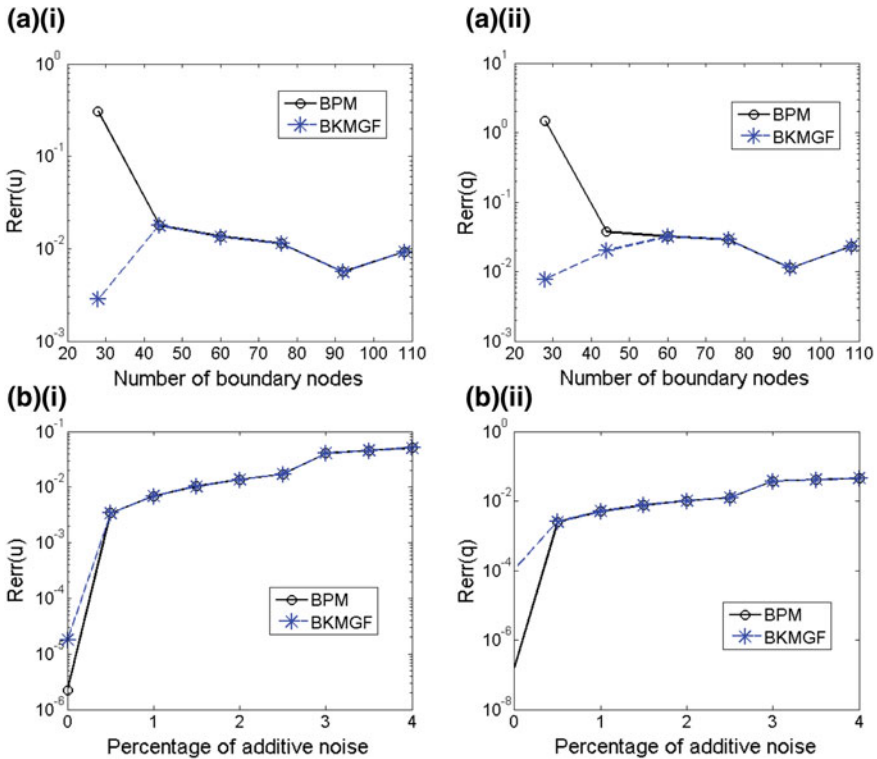 (a)(i)
10^0
10^-1
10^-2
10^-3
Rerr(u)
BPM
BKMGF
20 30 40 50 60 70 80 90 100 110
Number of boundary nodes
(a)(ii)
10^1
10^0
10^-1
10^-2
10^-3
Rerr(q)
BPM
BKMGF
20 30 40 50 60 70 80 90 100 110
Number of boundary nodes
(b)(i)
10^-1
10^-2
10^-3
10^-4
10^-5
10^-6
Rerr(u)
BPM
BKMGF
0 1 2 3 4
Percentage of additive noise
(b)(ii)
10^0
10^-2
10^-4
10^-6
10^-8
Rerr(q)
BPM
BKMGF
0 1 2 3 4
Percentage of additive noise